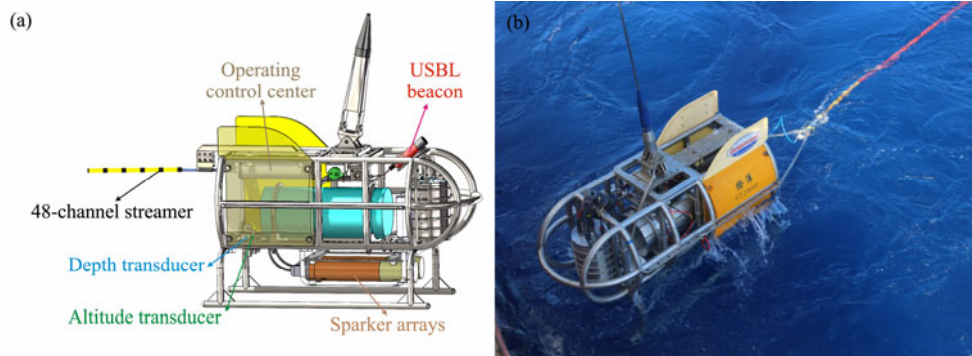 (a)
Operating
control center
USBL
beacon
48-channel streamer
Depth transducer
Altitude transducer
Sparker arrays
(b)